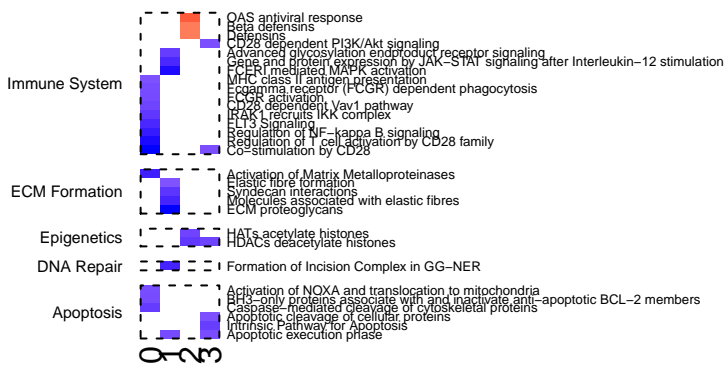 OAS antiviral response
Beta defensins
Defensins
CD28 dependent PI3K/Akt signaling
Advanced glycosylation endproduct receptor signaling
Gene and protein expression by JAK−STAT signaling after Interleukin−12 stimulation
FCERI mediated MAPK activation
Immune System
MHC class II antigen presentation
Fcgamma receptor (FCGR) dependent phagocytosis
FCGR activation
CD28 dependent Vav1 pathway
IRAK1 recruits IKK complex
FLT3 Signaling
Regulation of NF−kappa B signaling
Regulation of T cell activation by CD28 family
Co−stimulation by CD28
Activation of Matrix Metalloproteinases
Elastic fibre formation
ECM Formation
Syndecan interactions
Molecules associated with elastic fibres
ECM proteoglycans
HATs acetylate histones
Epigenetics
HDACs deacetylate histones
DNA Repair
Formation of Incision Complex in GG−NER
Activation of NOXA and translocation to mitochondria
BH3−only proteins associate with and inactivate anti−apoptotic BCL−2 members
Caspase−mediated cleavage of cytoskeletal proteins
Apoptosis
Apoptotic cleavage of cellular proteins
Intrinsic Pathway for Apoptosis
Apoptotic execution phase
0 1 2 3